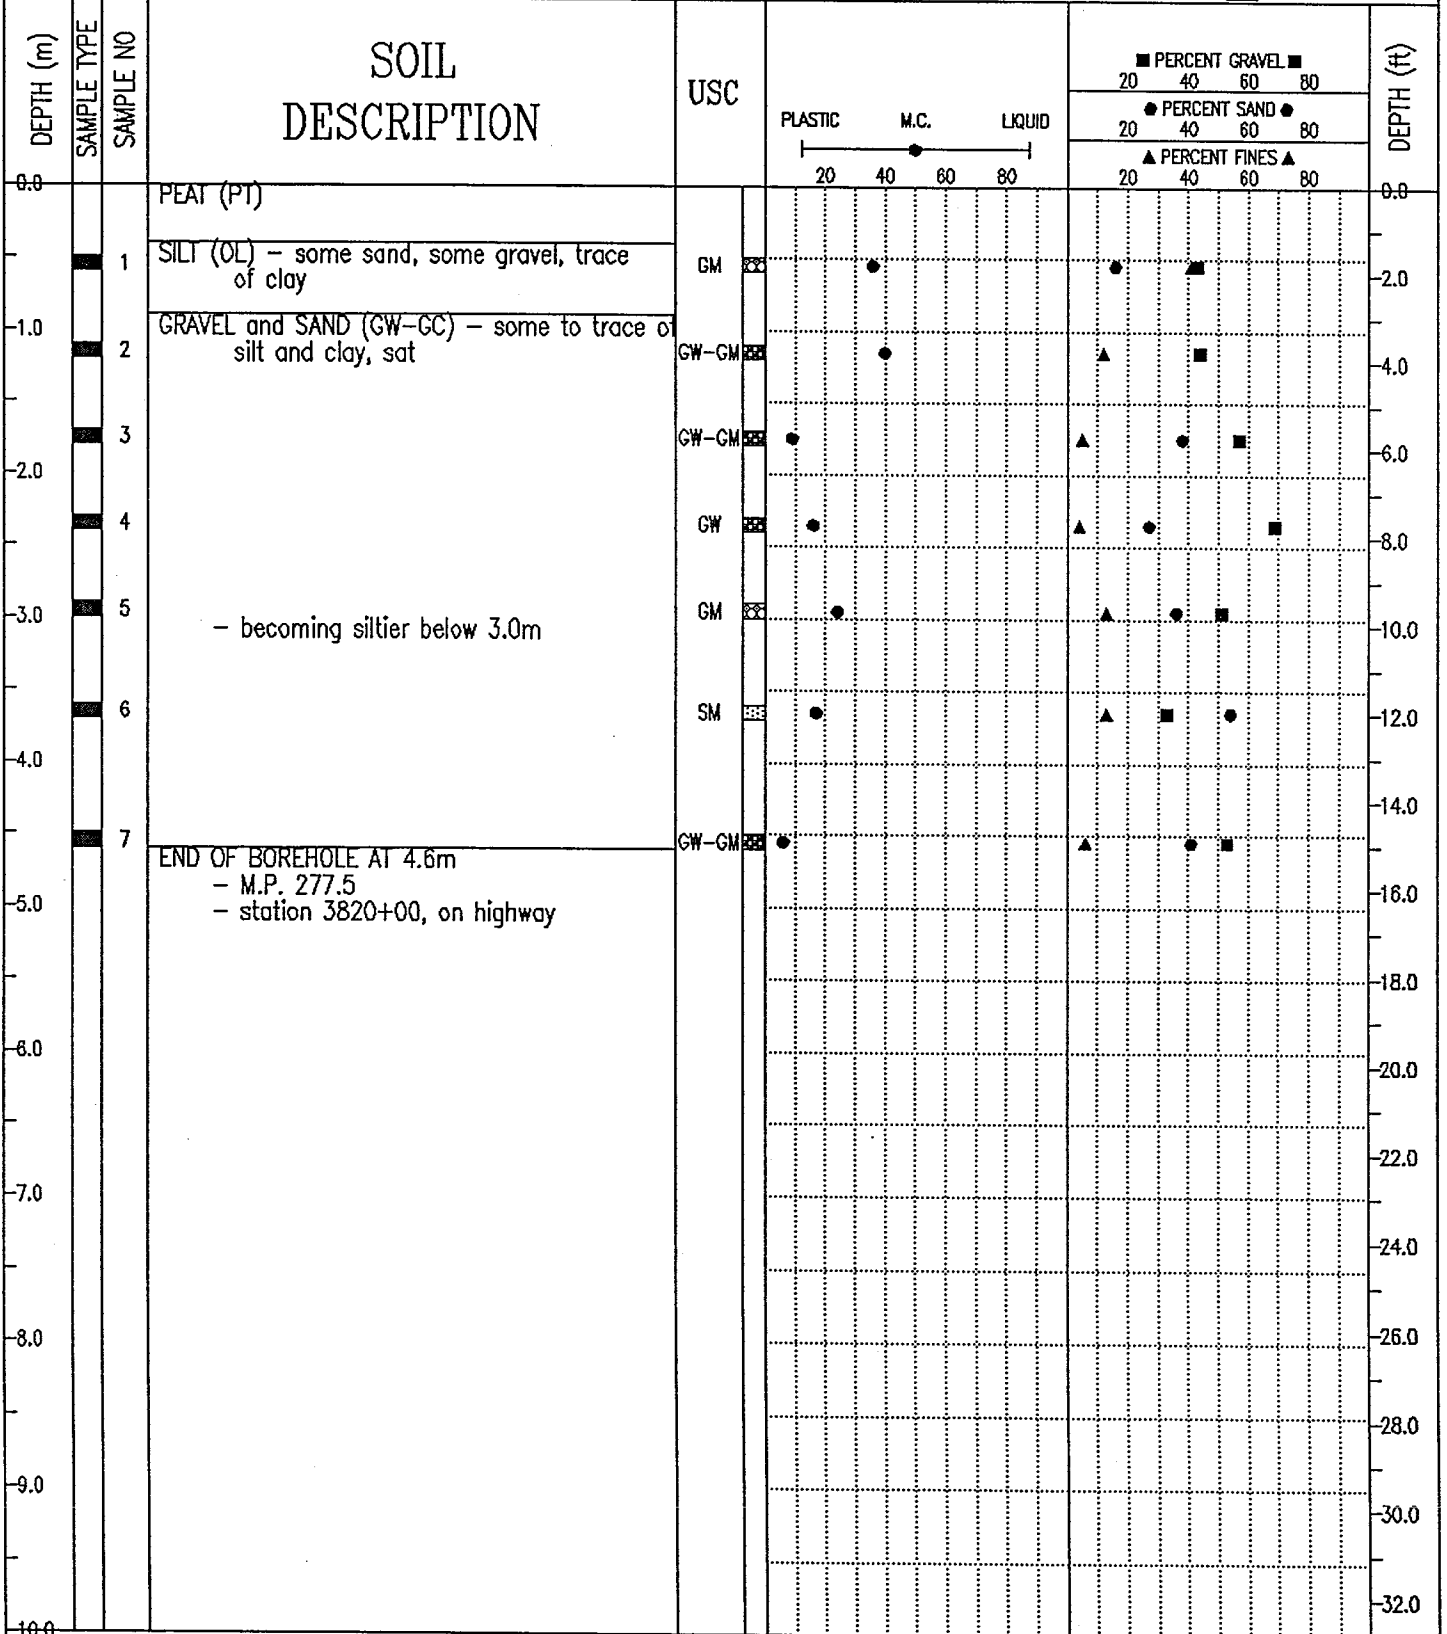 DEPTH (m)
SAMPLE TYPE
SAMPLE NO
SOIL
DESCRIPTION
USC
PLASTIC M.C. LIQUID
20 40 60 80
■ PERCENT GRAVEL ■
20 40 60 80
● PERCENT SAND ●
20 40 60 80
▲ PERCENT FINES ▲
20 40 60 80
DEPTH (ft)
0.0 PEAT (PT) 0.0
1 SILT (OL) – some sand, some gravel, trace GM
of clay 2.0
1.0 GRAVEL and SAND (GW–GC) – some to trace of
2 silt and clay, sat GW–GM
4.0
3 GW–GM
6.0
2.0
4 GW
8.0
5 GM
3.0 – becoming siltier below 3.0m 10.0
6 SM 12.0
4.0
14.0
7 GW–GM
END OF BOREHOLE AT 4.6m
– M.P. 277.5
5.0 – station 3820+00, on highway 16.0
18.0
6.0
20.0
22.0
7.0
24.0
8.0 26.0
28.0
9.0
30.0
32.0
10.0